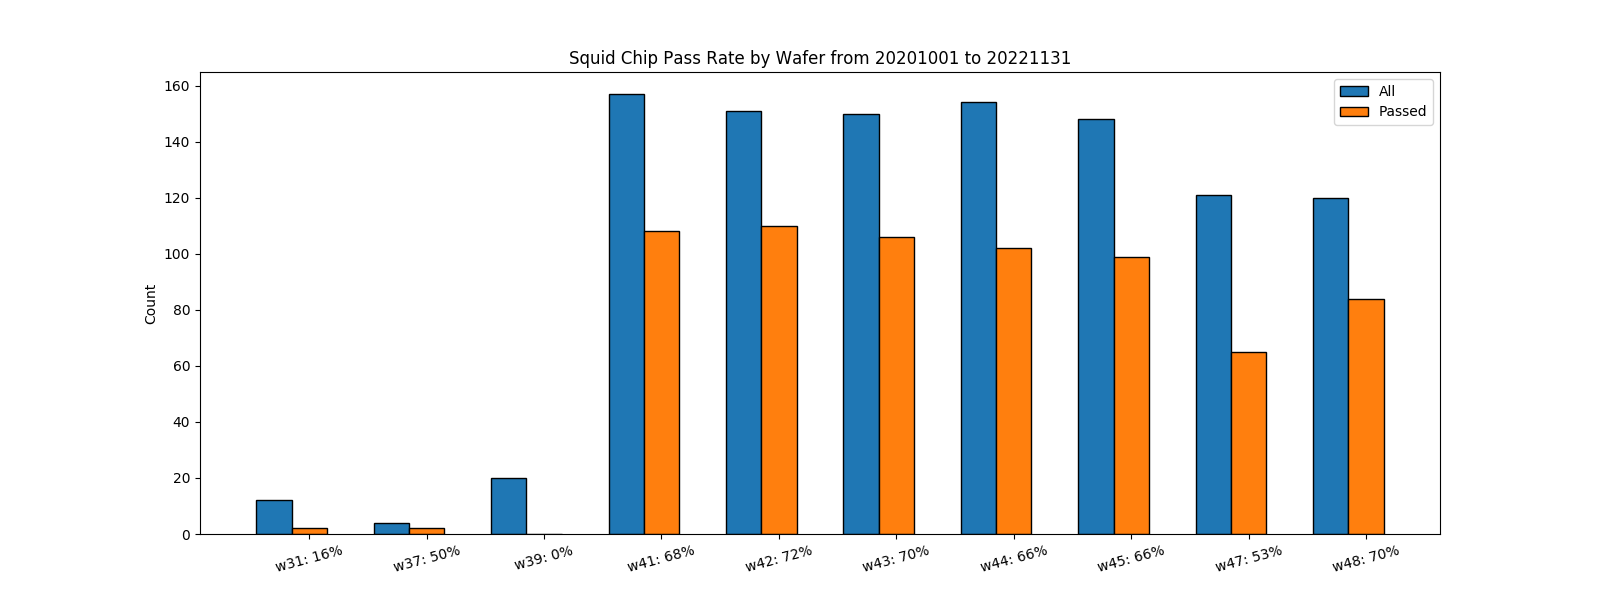 Squid Chip Pass Rate by Wafer from 20201001 to 20221131
All
Passed
160
140
120
100
80
60
40
20
0
Count
w31: 16%
w37: 50%
w39: 0%
w41: 68%
w42: 72%
w43: 70%
w44: 66%
w45: 66%
w47: 53%
w48: 70%